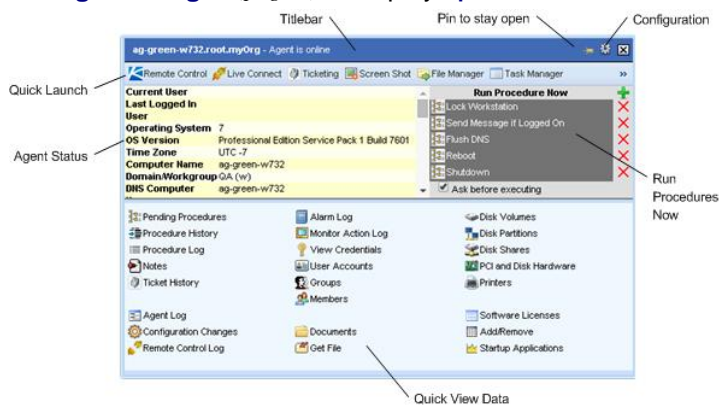 Titlebar
Pin to stay open
Configuration
ag-green-w732.root.myOrg - Agent is online
Quick Launch
Remote Control Live Connect Ticketing Screen Shot File Manager Task Manager »
Current User
Last Logged In
User
Operating System 7
OS Version Professional Edition Service Pack 1 Build 7601
Time Zone UTC -7
Computer Name ag-green-w732
Domain/Workgroup QA (w)
DNS Computer ag-green-w732
Agent Status
Run Procedure Now
Lock Workstation
Send Message if Logged On
Flush DNS
Reboot
Shutdown
Ask before executing
Run
Procedures
Now
Pending Procedures
Procedure History
Procedure Log
Notes
Ticket History
Alarm Log
Monitor Action Log
View Credentials
User Accounts
Groups
Members
Disk Volumes
Disk Partitions
Disk Shares
PCI and Disk Hardware
Printers
Agent Log
Configuration Changes
Remote Control Log
Documents
Get File
Software Licenses
Add/Remove
Startup Applications
Quick View Data